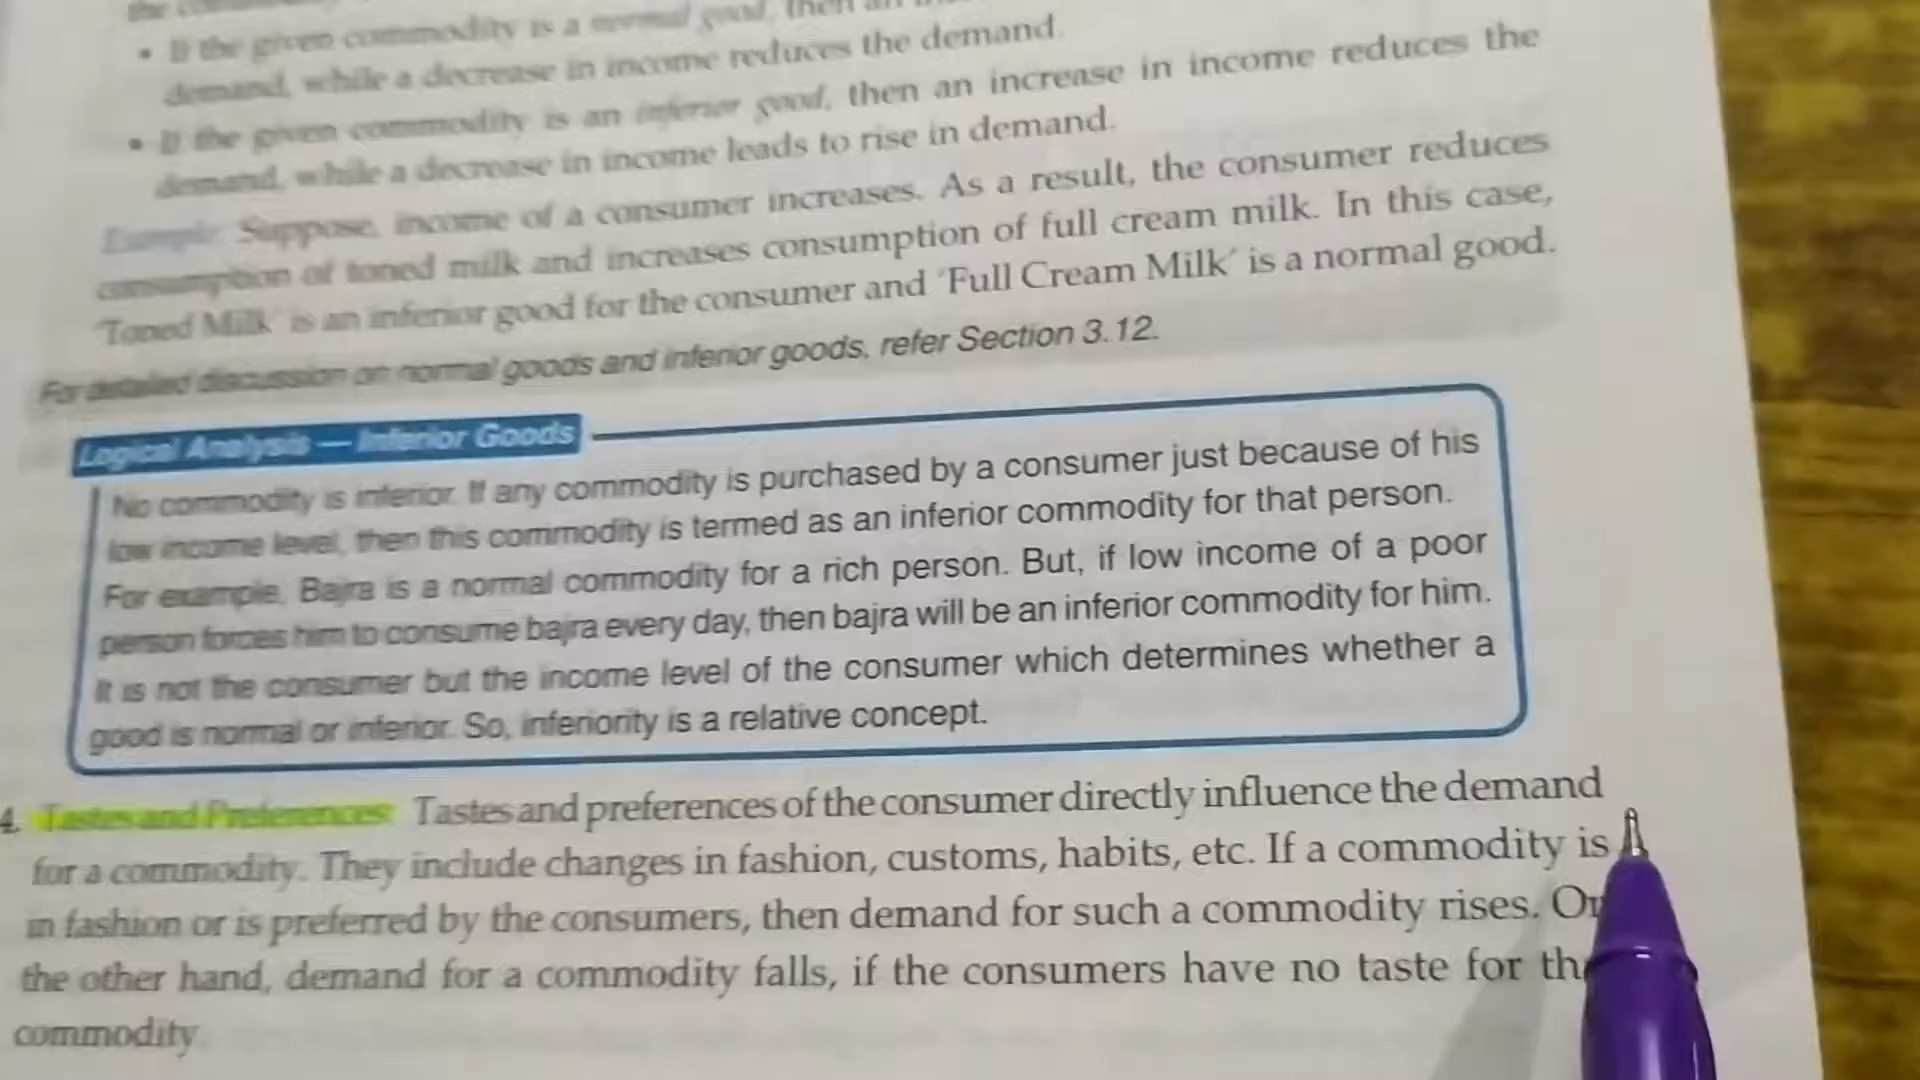 • If the given commodity is a normal good, then an
demand, while a decrease in income reduces the demand.
• If the given commodity is an inferior good, then an increase in income reduces the
demand, while a decrease in income leads to rise in demand.
Example: Suppose, income of a consumer increases. As a result, the consumer reduces
consumption of toned milk and increases consumption of full cream milk. In this case,
'Toned Milk' is an inferior good for the consumer and 'Full Cream Milk' is a normal good.
For detailed discussion on normal goods and inferior goods, refer Section 3.12.
Logical Analysis — Inferior Goods
No commodity is inferior. If any commodity is purchased by a consumer just because of his
low income level, then this commodity is termed as an inferior commodity for that person.
For example, Bajra is a normal commodity for a rich person. But, if low income of a poor
person forces him to consume bajra every day, then bajra will be an inferior commodity for him.
It is not the consumer but the income level of the consumer which determines whether a
good is normal or inferior. So, inferiority is a relative concept.
4. Tastes and Preferences: Tastes and preferences of the consumer directly influence the demand
for a commodity. They include changes in fashion, customs, habits, etc. If a commodity is
in fashion or is preferred by the consumers, then demand for such a commodity rises. On
the other hand, demand for a commodity falls, if the consumers have no taste for
commodity.